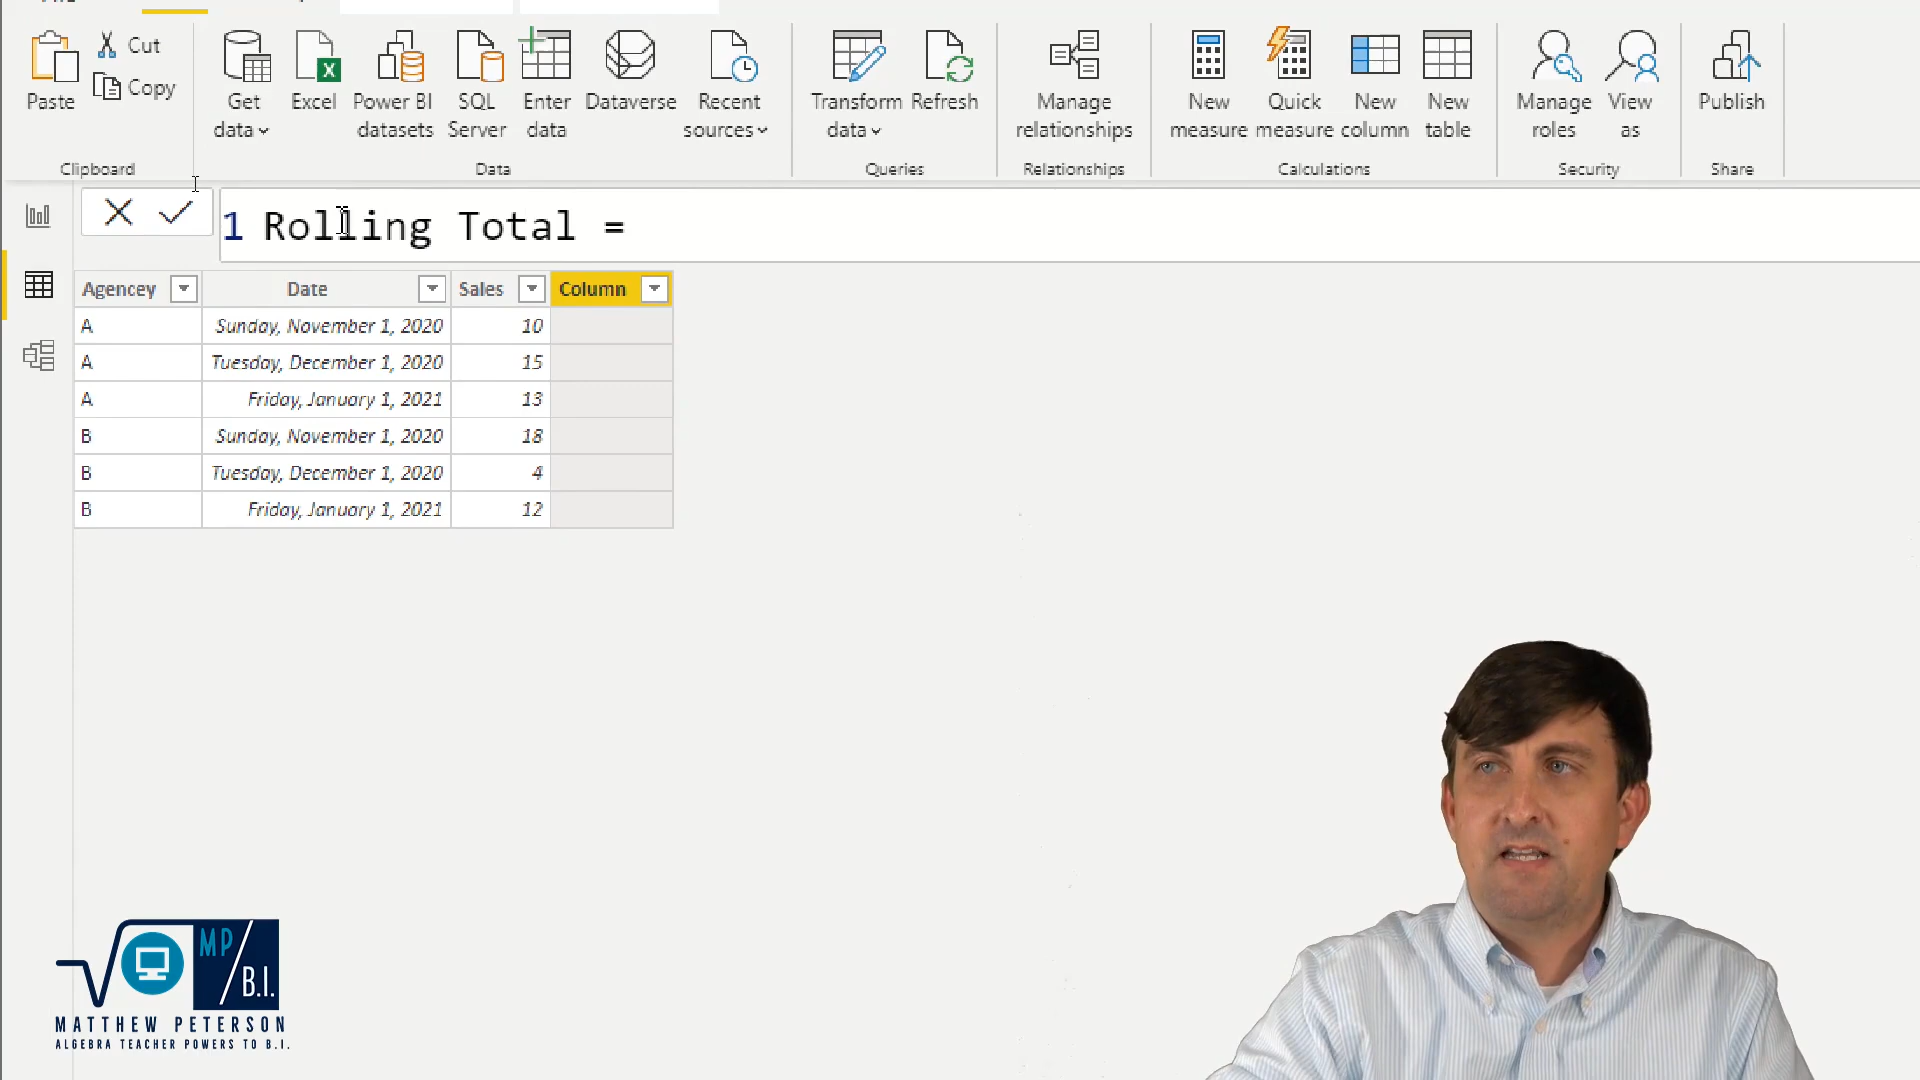 Paste
Cut
Copy
Clipboard
Get data
Excel
Power BI datasets
SQL Server
Enter data
Dataverse
Recent sources
Data
Transform data
Refresh
Queries
Manage relationships
Relationships
New measure
Quick measure
New column
New table
Calculations
Manage roles
View as
Security
Publish
Share
1 Rolling Total =
Agencey Date Sales Column
A Sunday, November 1, 2020 10
A Tuesday, December 1, 2020 15
A Friday, January 1, 2021 13
B Sunday, November 1, 2020 18
B Tuesday, December 1, 2020 4
B Friday, January 1, 2021 12
MP/B.I.
MATTHEW PETERSON
ALGEBRA TEACHER POWERS TO B.I.